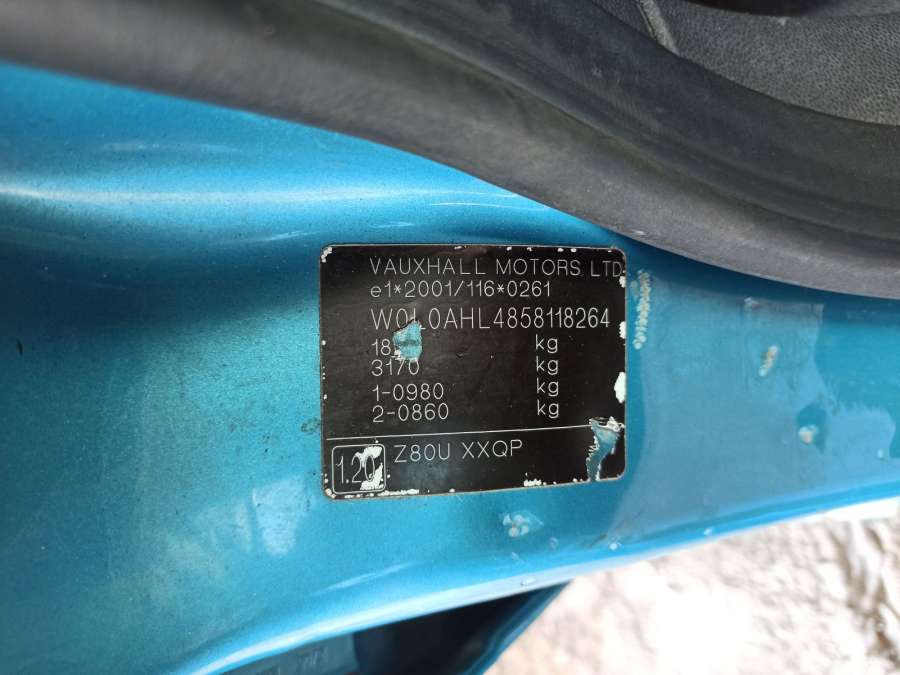 VAUXHALL MOTORS LTD
e1*2001/116*0261
W0L0AHL4858118264
kg
3170 kg
1-0980 kg
2-0860 kg
1.20 Z80U XXQP